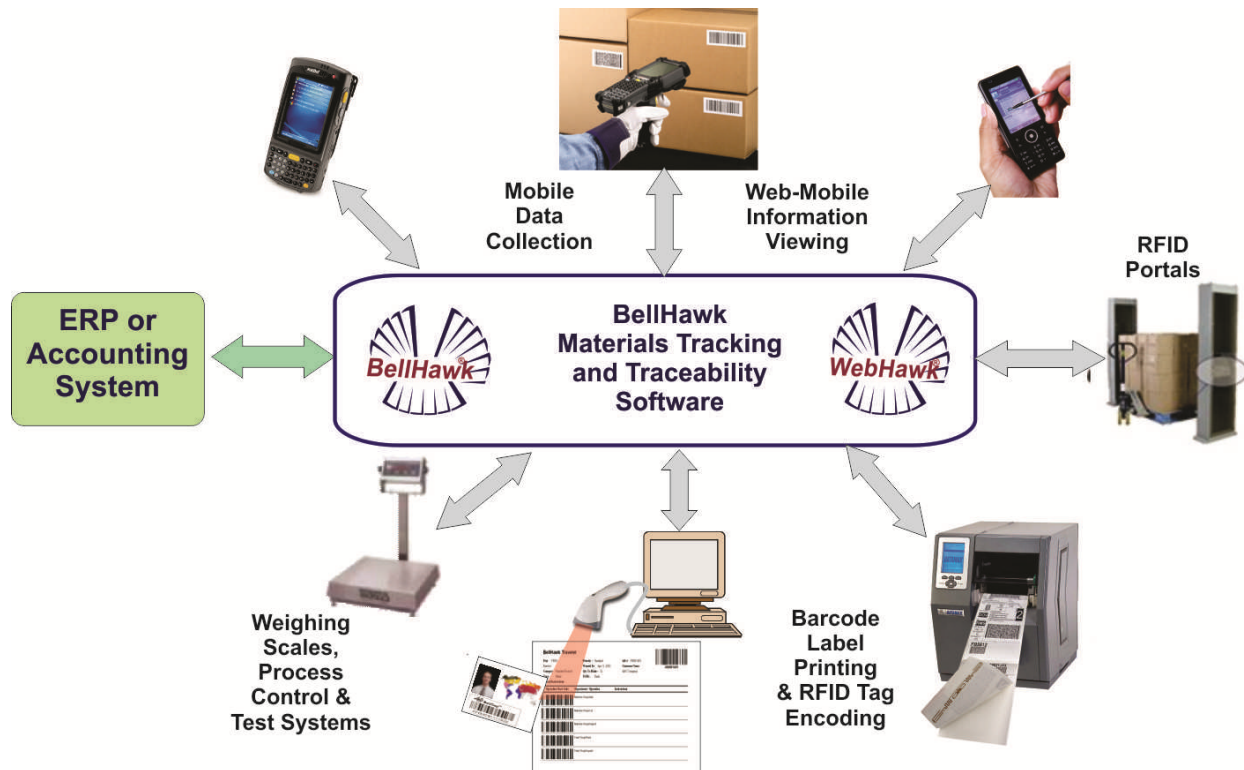 Mobile
Data
Collection
Web-Mobile
Information
Viewing
RFID
Portals
ERP or
Accounting
System
BellHawk®
BellHawk
Materials Tracking
and Traceability
Software
WebHawk®
Weighing
Scales,
Process
Control &
Test Systems
BellHawk Traveler
Barcode
Label
Printing
& RFID Tag
Encoding